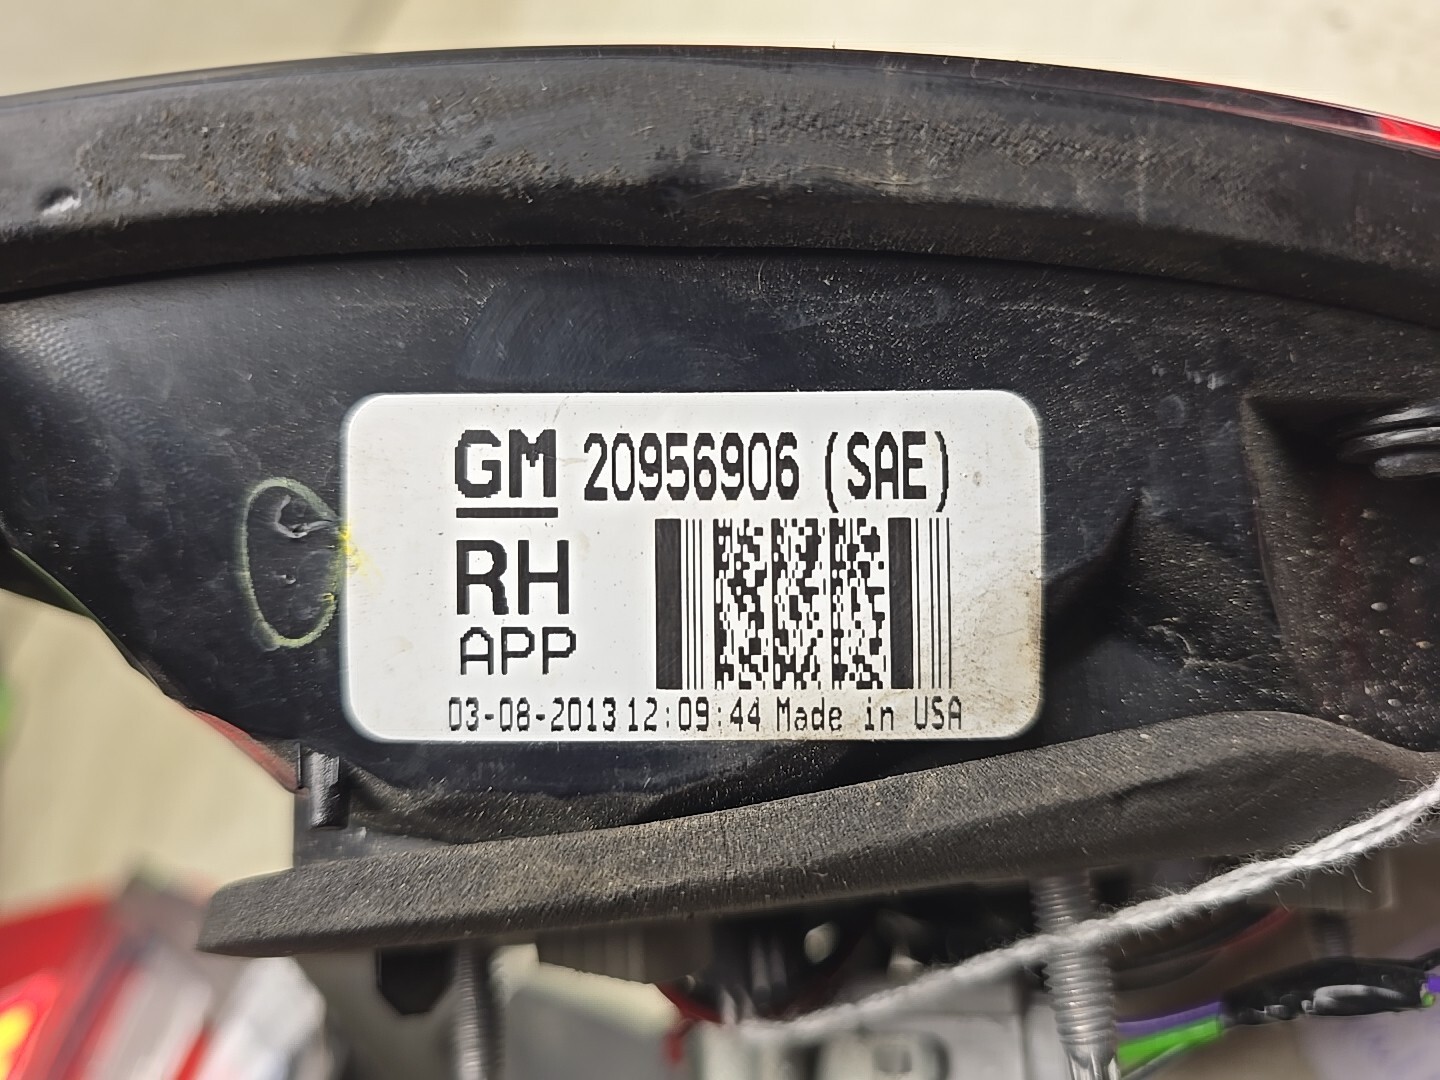 GM 20956906 (SAE)
RH
APP
03-08-2013 12:09:44 Made in USA